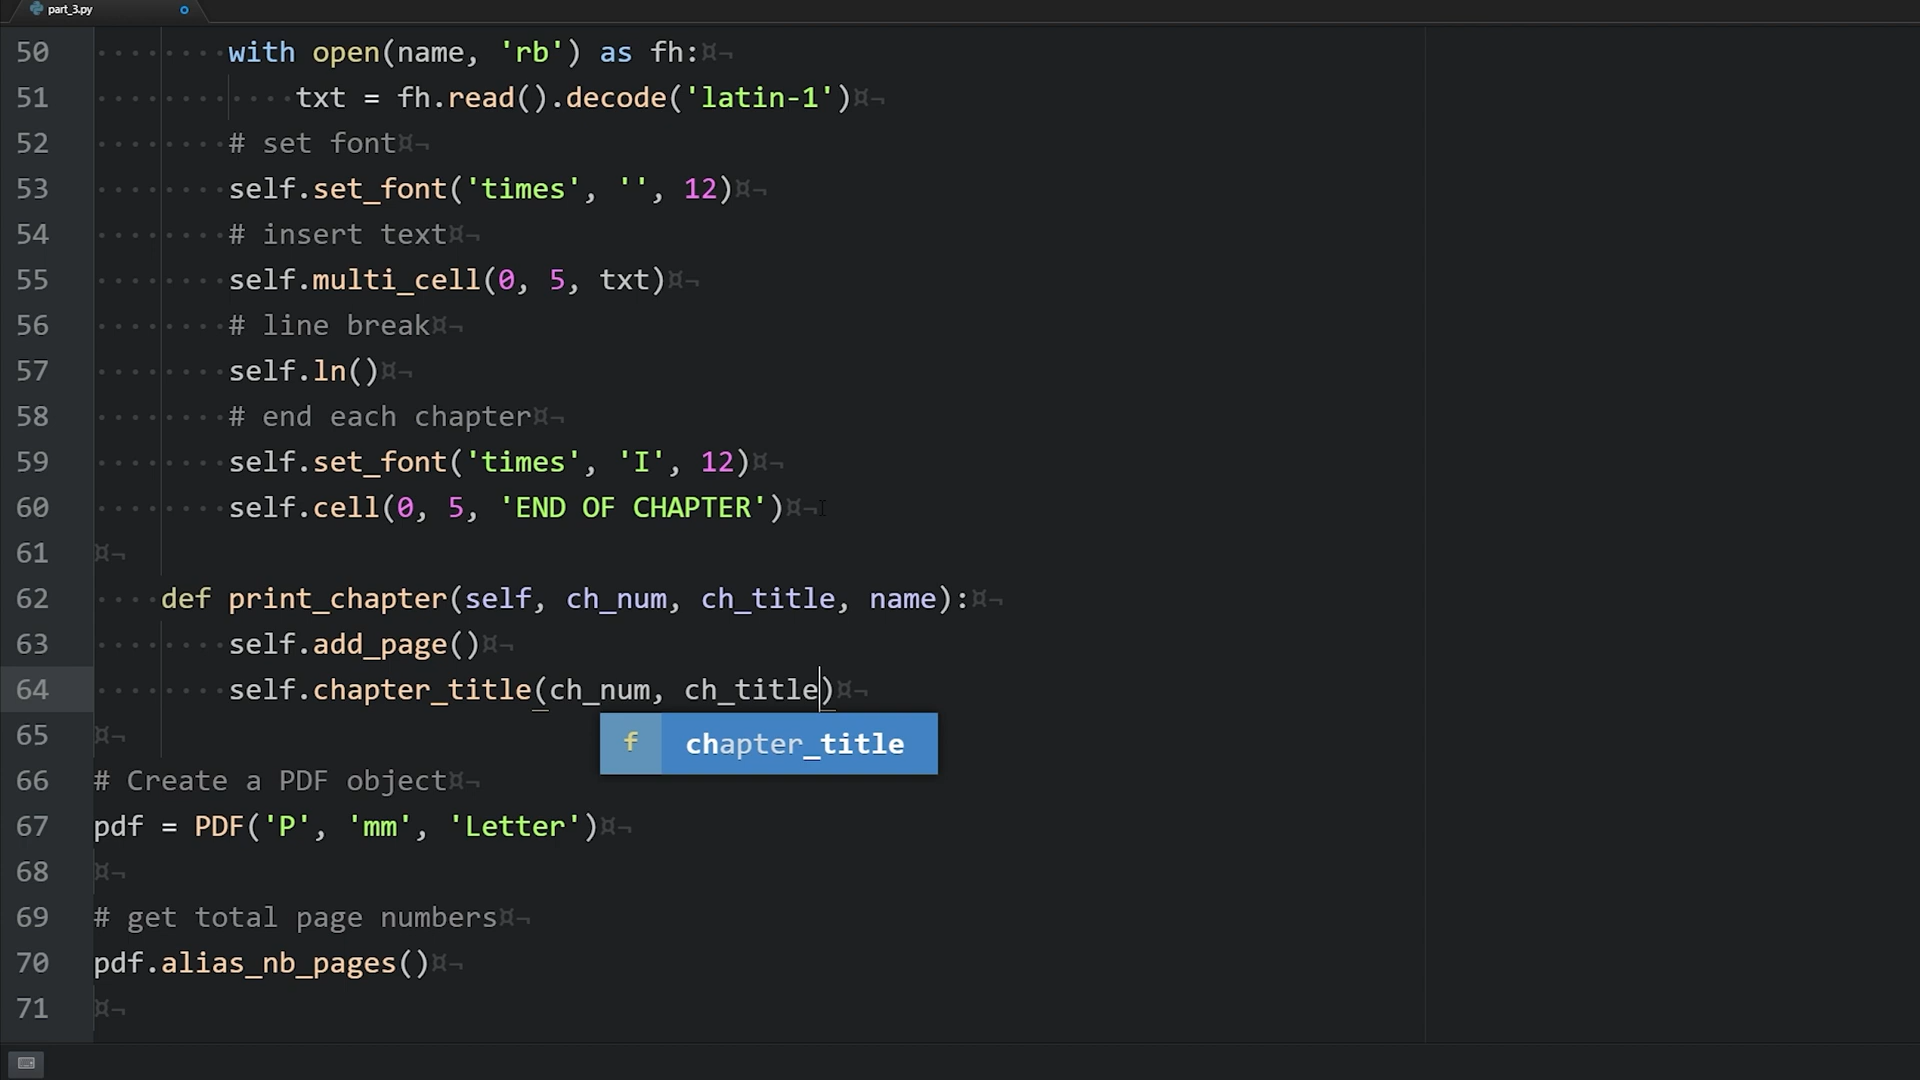 part_3.py
50 with open(name, 'rb') as fh:¤¬
51 txt = fh.read().decode('latin-1')¤¬
52 # set font¤¬
53 self.set_font('times', '', 12)¤¬
54 # insert text¤¬
55 self.multi_cell(0, 5, txt)¤¬
56 # line break¤¬
57 self.ln()¤¬
58 # end each chapter¤¬
59 self.set_font('times', 'I', 12)¤¬
60 self.cell(0, 5, 'END OF CHAPTER')¤¬
61 ¤¬
62 def print_chapter(self, ch_num, ch_title, name):¤¬
63 self.add_page()¤¬
64 self.chapter_title(ch_num, ch_title)¤¬
f chapter_title
65 ¤¬
66 # Create a PDF object¤¬
67 pdf = PDF('P', 'mm', 'Letter')¤¬
68 ¤¬
69 # get total page numbers¤¬
70 pdf.alias_nb_pages()¤¬
71 ¤¬